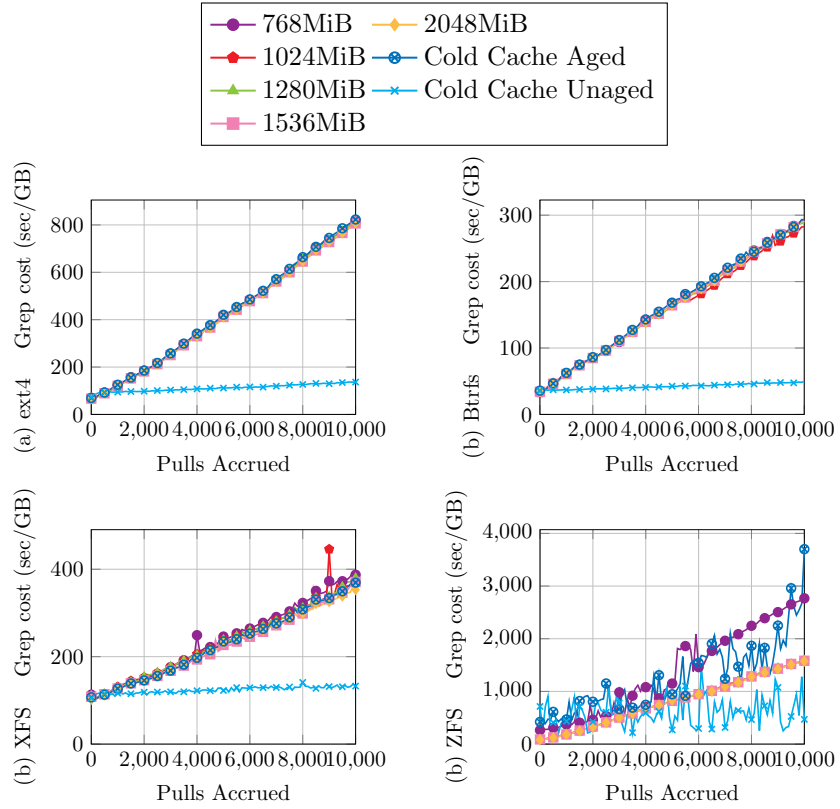 768MiB 2048MiB
1024MiB Cold Cache Aged
1280MiB Cold Cache Unaged
1536MiB
(a) ext4 Grep cost (sec/GB)
800
600
400
200
0
0 2,000 4,000 6,000 8,000 10,000
Pulls Accrued
(b) Btrfs Grep cost (sec/GB)
300
200
100
0
0 2,000 4,000 6,000 8,000 10,000
Pulls Accrued
(b) XFS Grep cost (sec/GB)
400
200
0
0 2,000 4,000 6,000 8,000 10,000
Pulls Accrued
(b) ZFS Grep cost (sec/GB)
4,000
3,000
2,000
1,000
0
0 2,000 4,000 6,000 8,000 10,000
Pulls Accrued